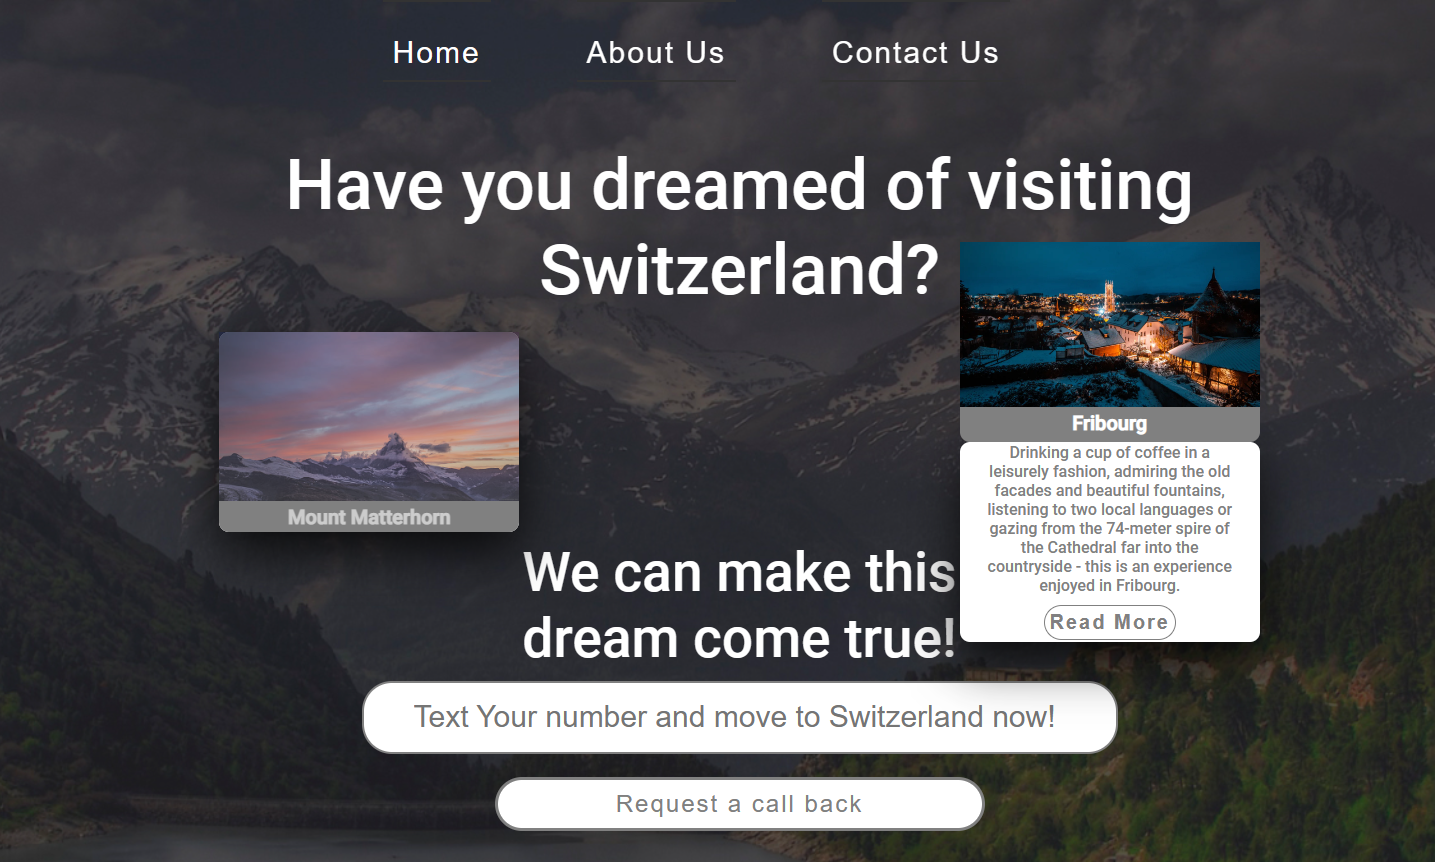 Home About Us Contact Us
Have you dreamed of visiting
Switzerland?
Mount Matterhorn
Fribourg
Drinking a cup of coffee in a
leisurely fashion, admiring the old
facades and beautiful fountains,
listening to two local languages or
gazing from the 74-meter spire of
the Cathedral far into the
countryside - this is an experience
enjoyed in Fribourg.
Read More
We can make this
dream come true!
Text Your number and move to Switzerland now!
Request a call back